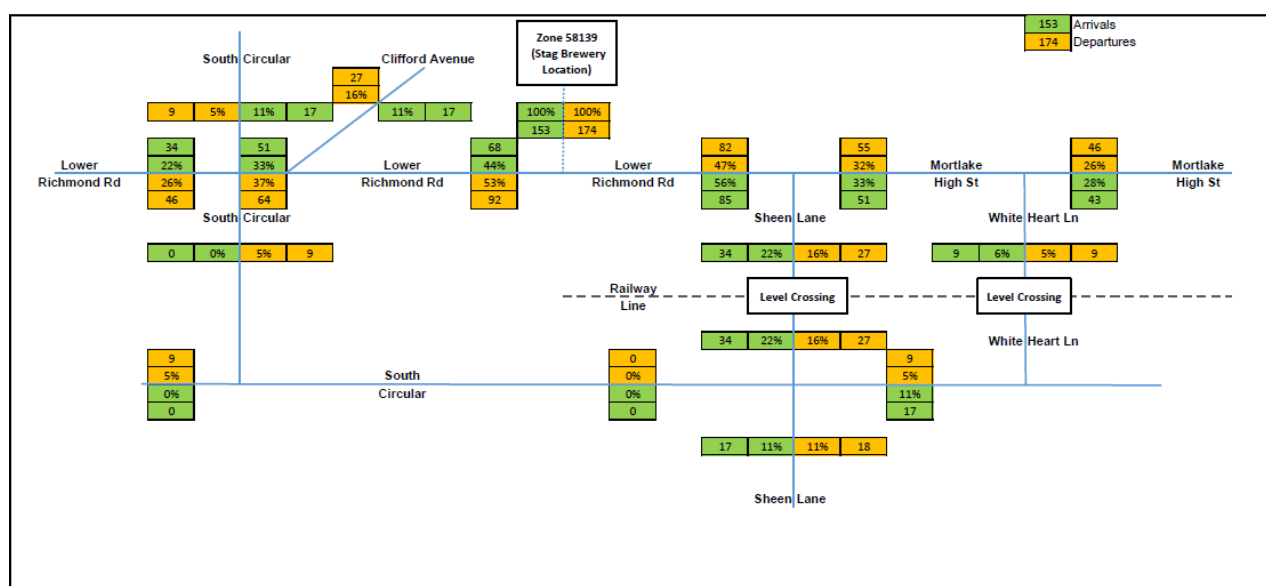 153 Arrivals
174 Departures
Zone 58139
(Stag Brewery
Location)
South Circular
Clifford Avenue
27
16%
9 5% 11% 17 11% 17
100% 100%
153 174
34 51 68 82 55 46
22% 33% 44% 47% 32% 26%
Lower Lower Lower Mortlake Mortlake
Richmond Rd Richmond Rd Richmond Rd High St High St
26% 37% 53% 56% 33% 28%
46 64 92 85 51 43
South Circular Sheen Lane White Heart Ln
0 0% 5% 9 34 22% 16% 27 9 6% 5% 9
Railway
Line
Level Crossing Level Crossing
34 22% 16% 27 White Heart Ln
9 0 9
5% 0% 5%
South
Circular
0% 0% 11%
0 0 17
17 11% 11% 18
Sheen Lane